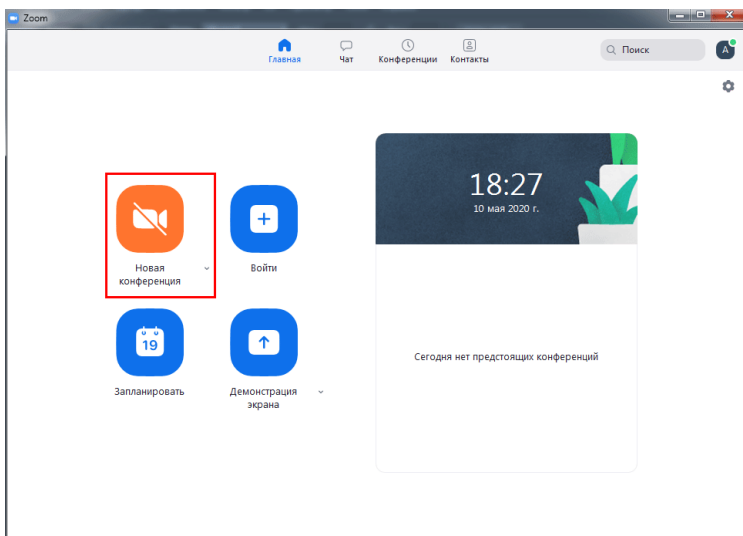 Zoom
Главная
Чат
Конференции
Контакты
Поиск
A
18:27
10 мая 2020 г.
Новая
конференция
Войти
19
Запланировать
Демонстрация
экрана
Сегодня нет предстоящих конференций